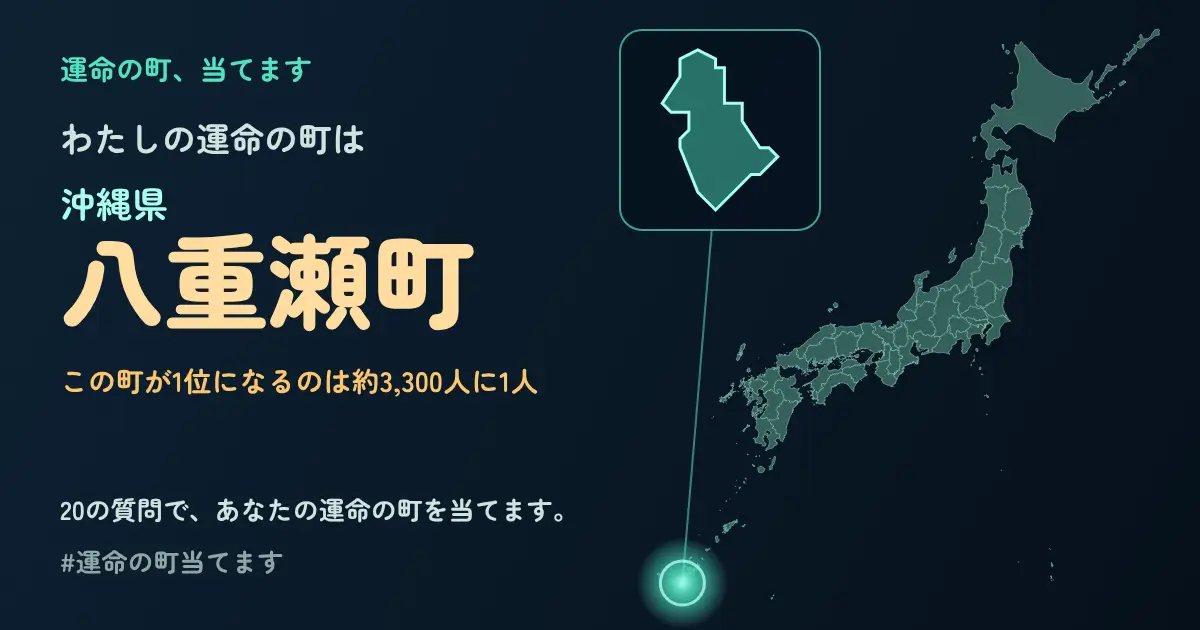 運命の町、当てます
わたしの運命の町は
沖縄県
八重瀬町
この町が1位になるのは約3,300人に1人
20の質問で、あなたの運命の町を当てます。
#運命の町当てます